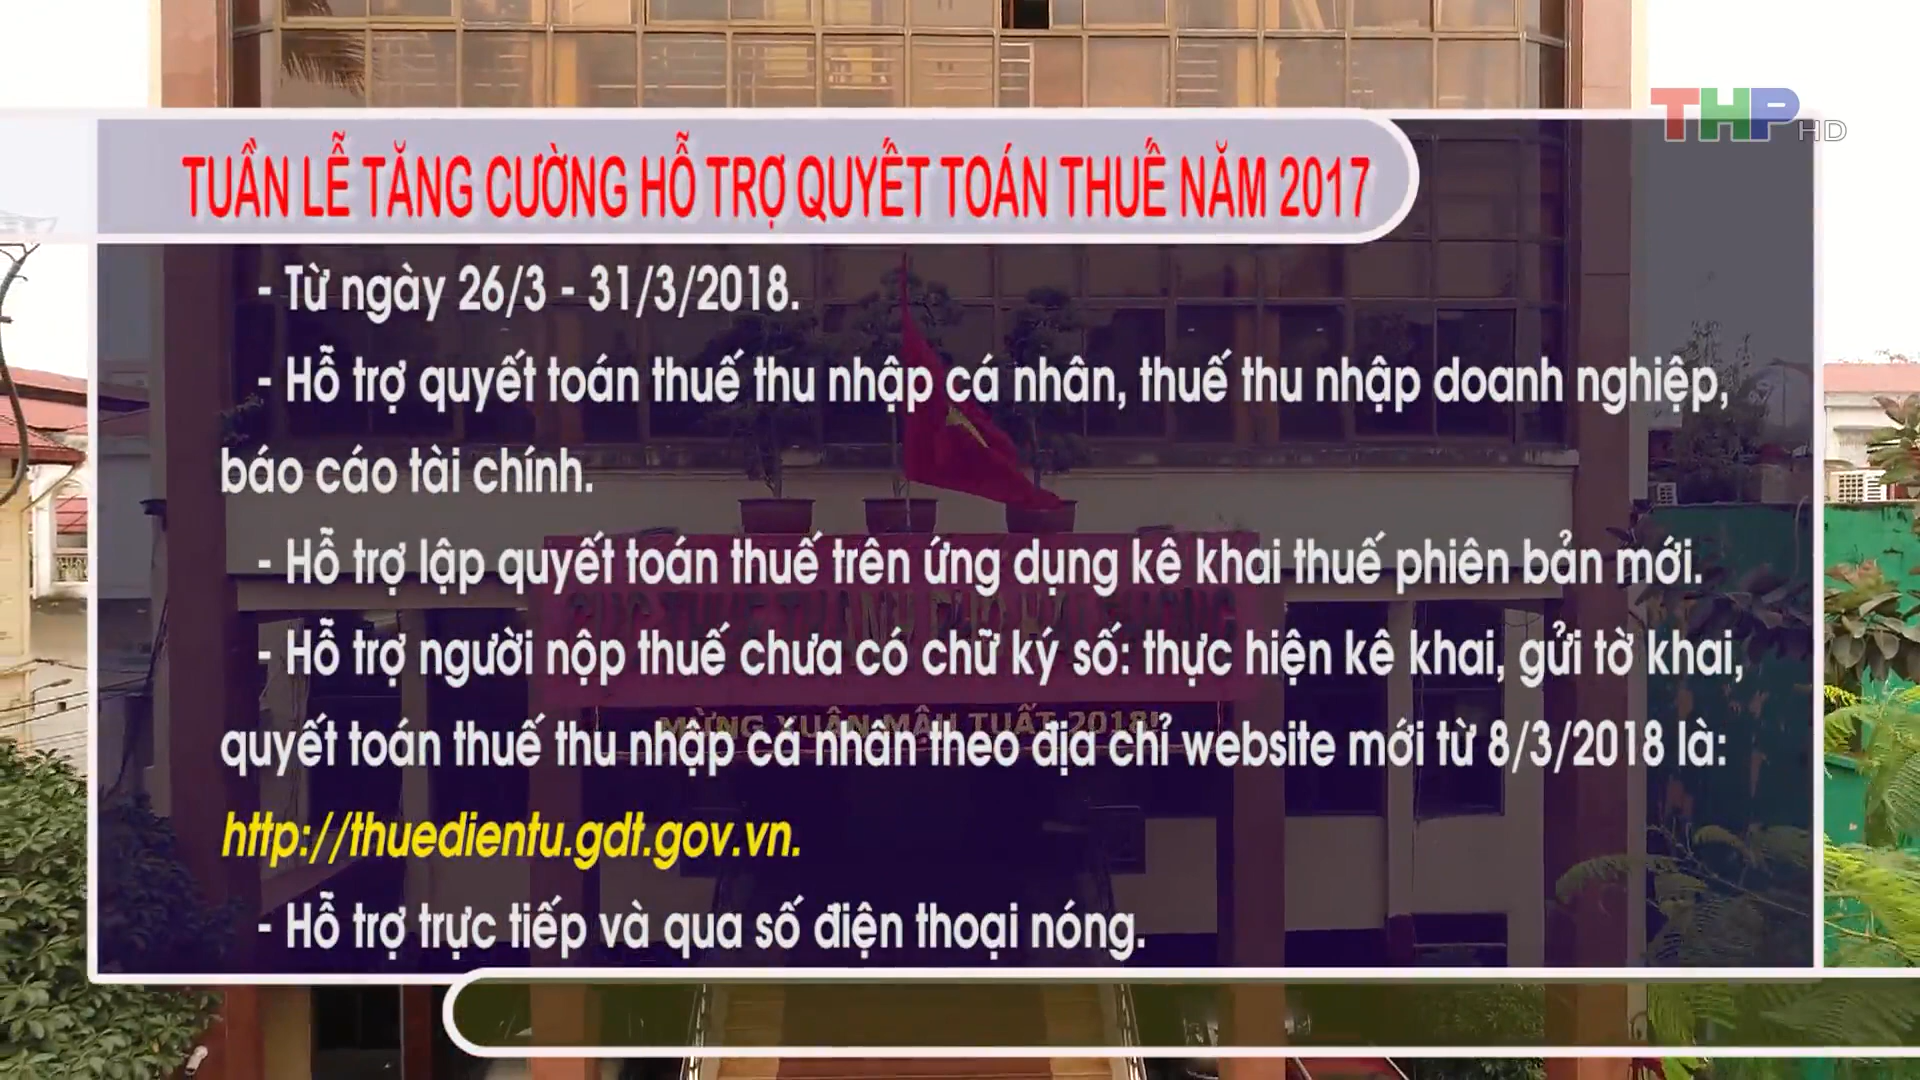 THP HD
TUẦN LỄ TĂNG CƯỜNG HỖ TRỢ QUYẾT TOÁN THUẾ NĂM 2017
- Từ ngày 26/3 - 31/3/2018.
- Hỗ trợ quyết toán thuế thu nhập cá nhân, thuế thu nhập doanh nghiệp,
báo cáo tài chính.
- Hỗ trợ lập quyết toán thuế trên ứng dụng kê khai thuế phiên bản mới.
- Hỗ trợ người nộp thuế chưa có chữ ký số: thực hiện kê khai, gửi tờ khai,
MỪNG XUÂN MẬU TUẤT 2018!
quyết toán thuế thu nhập cá nhân theo địa chỉ website mới từ 8/3/2018 là:
http://thuedientu.gdt.gov.vn.
- Hỗ trợ trực tiếp và qua số điện thoại nóng.